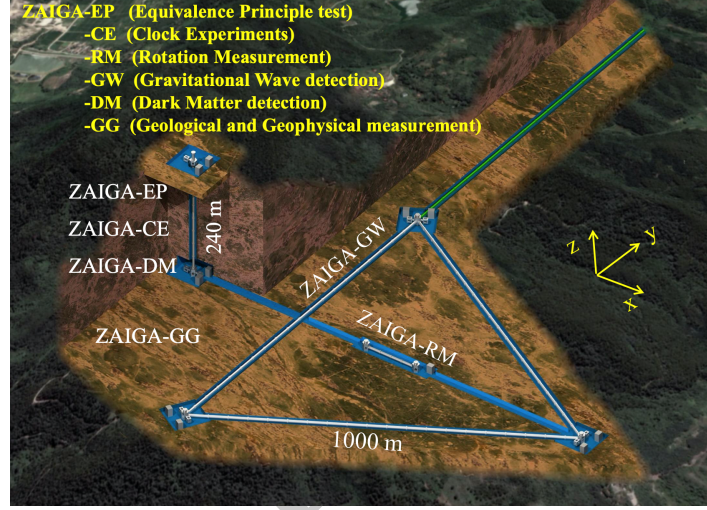 ZAIGA-EP (Equivalence Principle test)
-CE (Clock Experiments)
-RM (Rotation Measurement)
-GW (Gravitational Wave detection)
-DM (Dark Matter detection)
-GG (Geological and Geophysical measurement)
ZAIGA-EP
ZAIGA-CE
ZAIGA-DM
240 m
ZAIGA-GW
ZAIGA-RM
ZAIGA-GG
1000 m
z
y
x